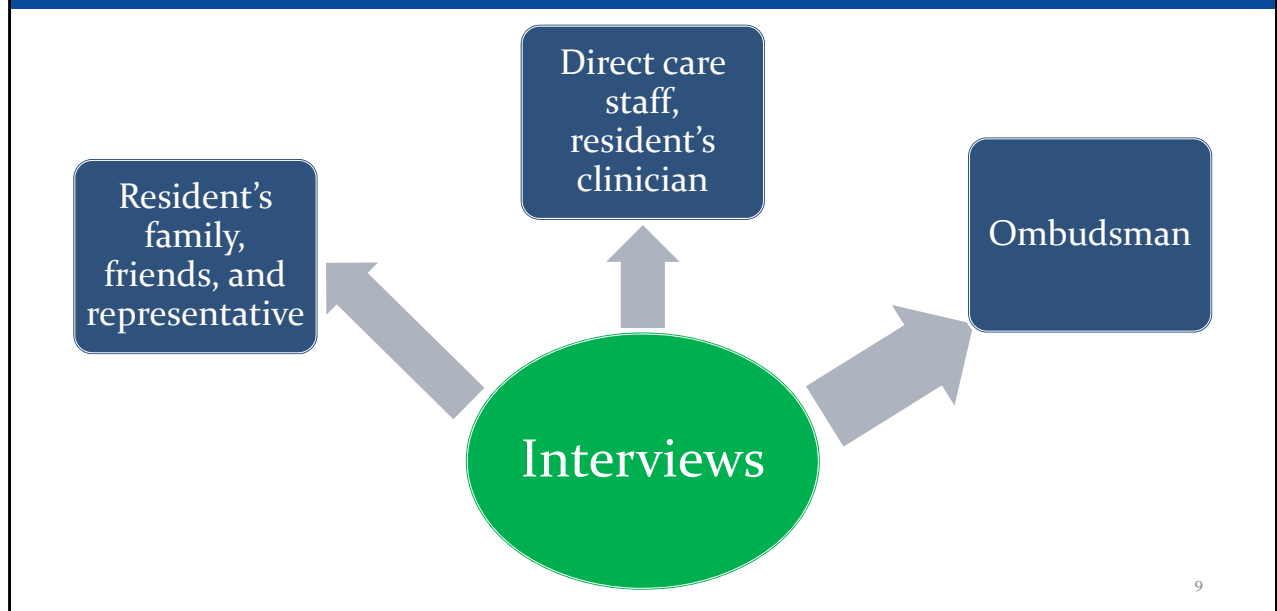 Direct care
staff,
resident’s
clinician
Resident’s
family,
friends, and
representative
Ombudsman
Interviews
9